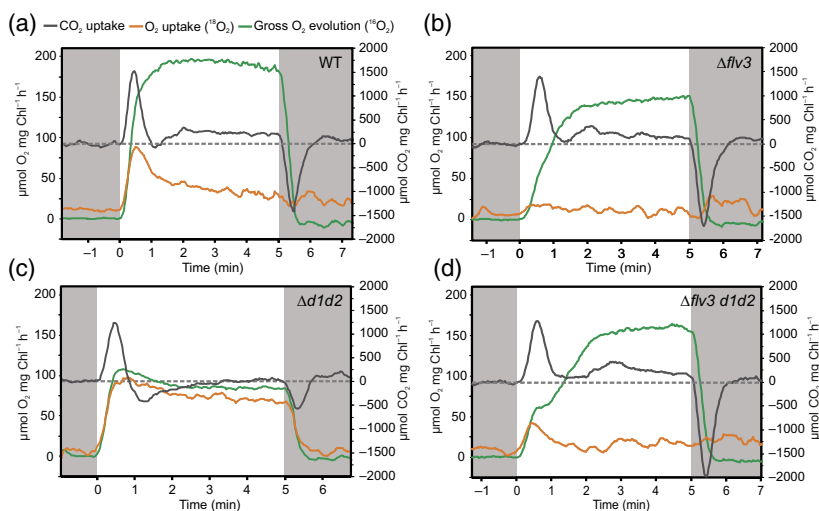 CO₂ uptake O₂ uptake (¹⁸O₂) Gross O₂ evolution (¹⁶O₂)
(a)
WT
200
150
100
50
0
2000
1500
1000
500
0
−500
−1000
−1500
−2000
µmol O₂ mg Chl⁻¹ h⁻¹
µmol CO₂ mg Chl⁻¹ h⁻¹
−1 0 1 2 3 4 5 6 7
Time (min)
(b)
Δflv3
200
150
100
50
0
2000
1500
1000
500
0
−500
−1000
−1500
−2000
µmol O₂ mg Chl⁻¹ h⁻¹
µmol CO₂ mg Chl⁻¹ h⁻¹
−1 0 1 2 3 4 5 6 7
Time (min)
(c)
Δd1d2
200
150
100
50
0
2000
1500
1000
500
0
−500
−1000
−1500
−2000
µmol O₂ mg Chl⁻¹ h⁻¹
µmol CO₂ mg Chl⁻¹ h⁻¹
−1 0 1 2 3 4 5 6
Time (min)
(d)
Δflv3 d1d2
200
150
100
50
0
2000
1500
1000
500
0
−500
−1000
−1500
−2000
µmol O₂ mg Chl⁻¹ h⁻¹
µmol CO₂ mg Chl⁻¹ h⁻¹
−1 0 1 2 3 4 5 6 7
Time (min)